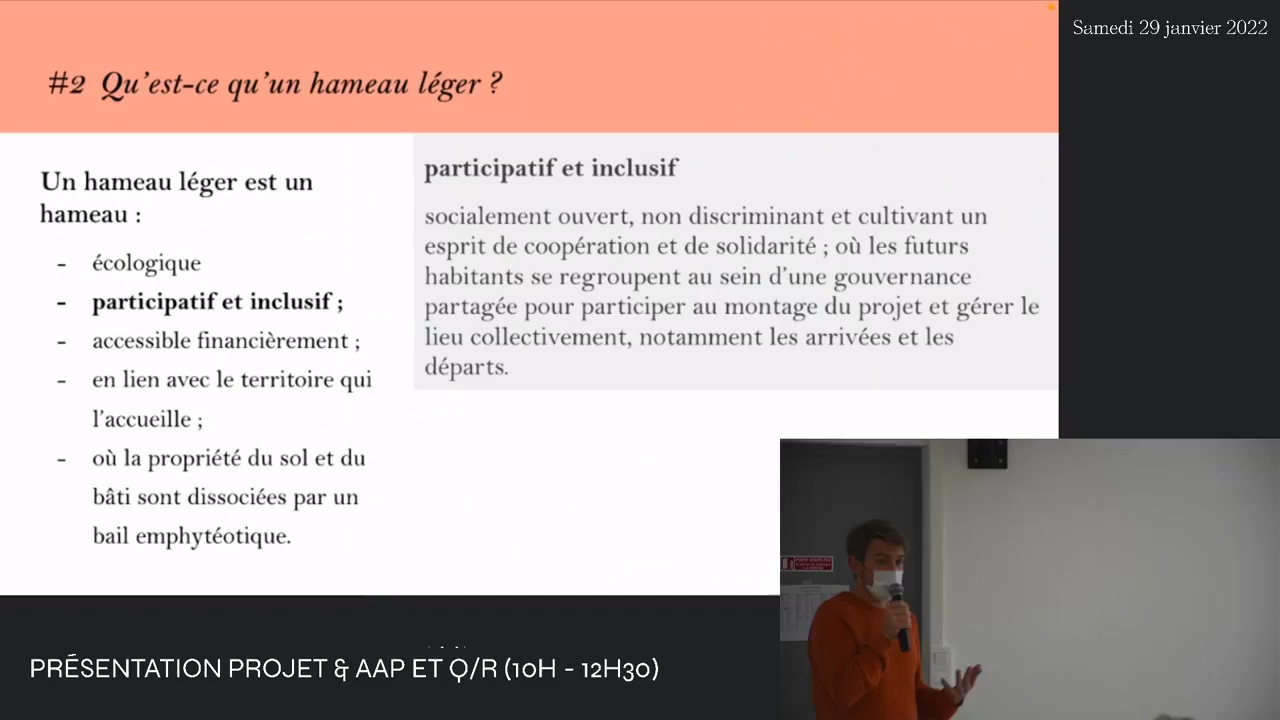 Samedi 29 janvier 2022
#2 Qu'est-ce qu'un hameau léger ?
Un hameau léger est un
hameau :
- écologique
- participatif et inclusif ;
- accessible financièrement ;
- en lien avec le territoire qui
l'accueille ;
- où la propriété du sol et du
bâti sont dissociées par un
bail emphytéotique.
participatif et inclusif
socialement ouvert, non discriminant et cultivant un
esprit de coopération et de solidarité ; où les futurs
habitants se regroupent au sein d'une gouvernance
partagée pour participer au montage du projet et gérer le
lieu collectivement, notamment les arrivées et les
départs.
PRÉSENTATION PROJET & AAP ET Q/R (10H - 12H30)